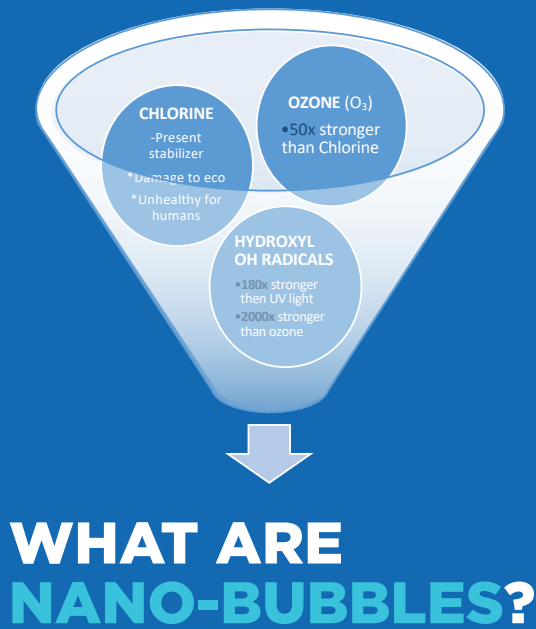 CHLORINE
-Present
stabilizer
*Damage to eco
*Unhealthy for
humans
OZONE (O₃)
•50x stronger
than Chlorine
HYDROXYL
OH RADICALS
•180x stronger
then UV light
•2000x stronger
than ozone
WHAT ARE
NANO-BUBBLES?